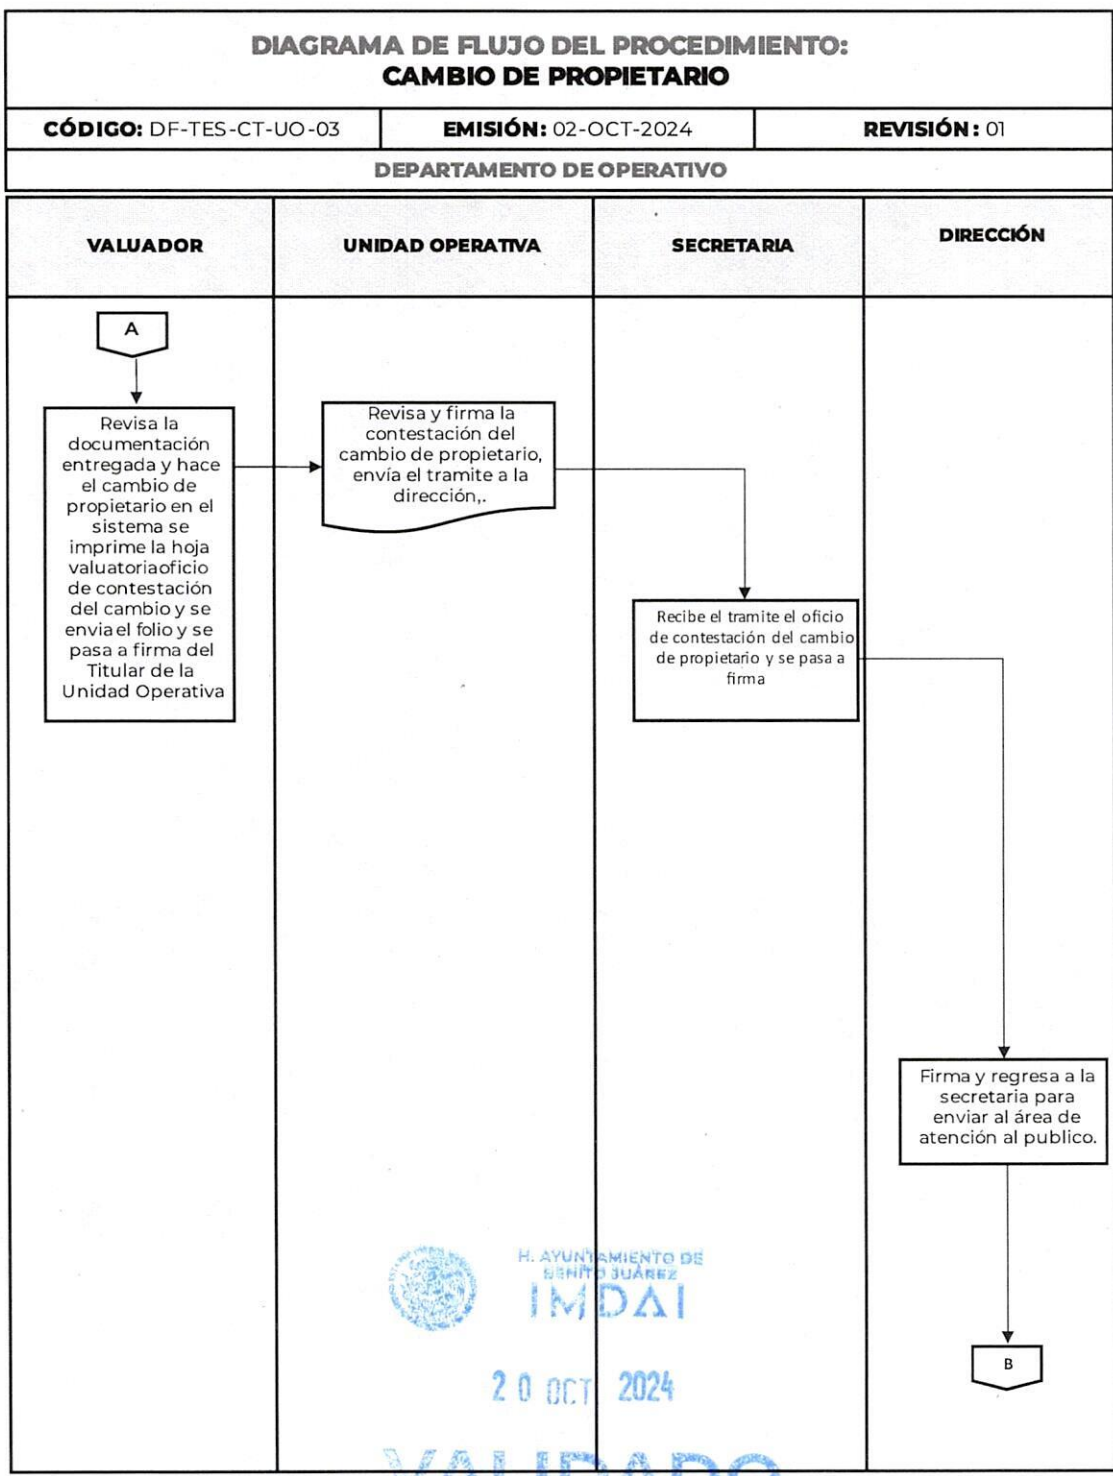 DIAGRAMA DE FLUJO DEL PROCEDIMIENTO:
CAMBIO DE PROPIETARIO
CÓDIGO: DF-TES-CT-UO-03
EMISIÓN: 02-OCT-2024
REVISIÓN: 01
DEPARTAMENTO DE OPERATIVO
VALUADOR
UNIDAD OPERATIVA
SECRETARIA
DIRECCIÓN
A
Revisa la
documentación
entregada y hace
el cambio de
propietario en el
sistema se
imprime la hoja
valuatoriaoficio
de contestación
del cambio y se
envia el folio y se
pasa a firma del
Titular de la
Unidad Operativa
Revisa y firma la
contestación del
cambio de propietario,
envía el tramite a la
dirección,.
Recibe el tramite el oficio
de contestación del cambio
de propietario y se pasa a
firma
Firma y regresa a la
secretaria para
enviar al área de
atención al publico.
B
H. AYUNTAMIENTO DE
BENITO JUÁREZ
IMDAI
20 OCT 2024
VALIDADO